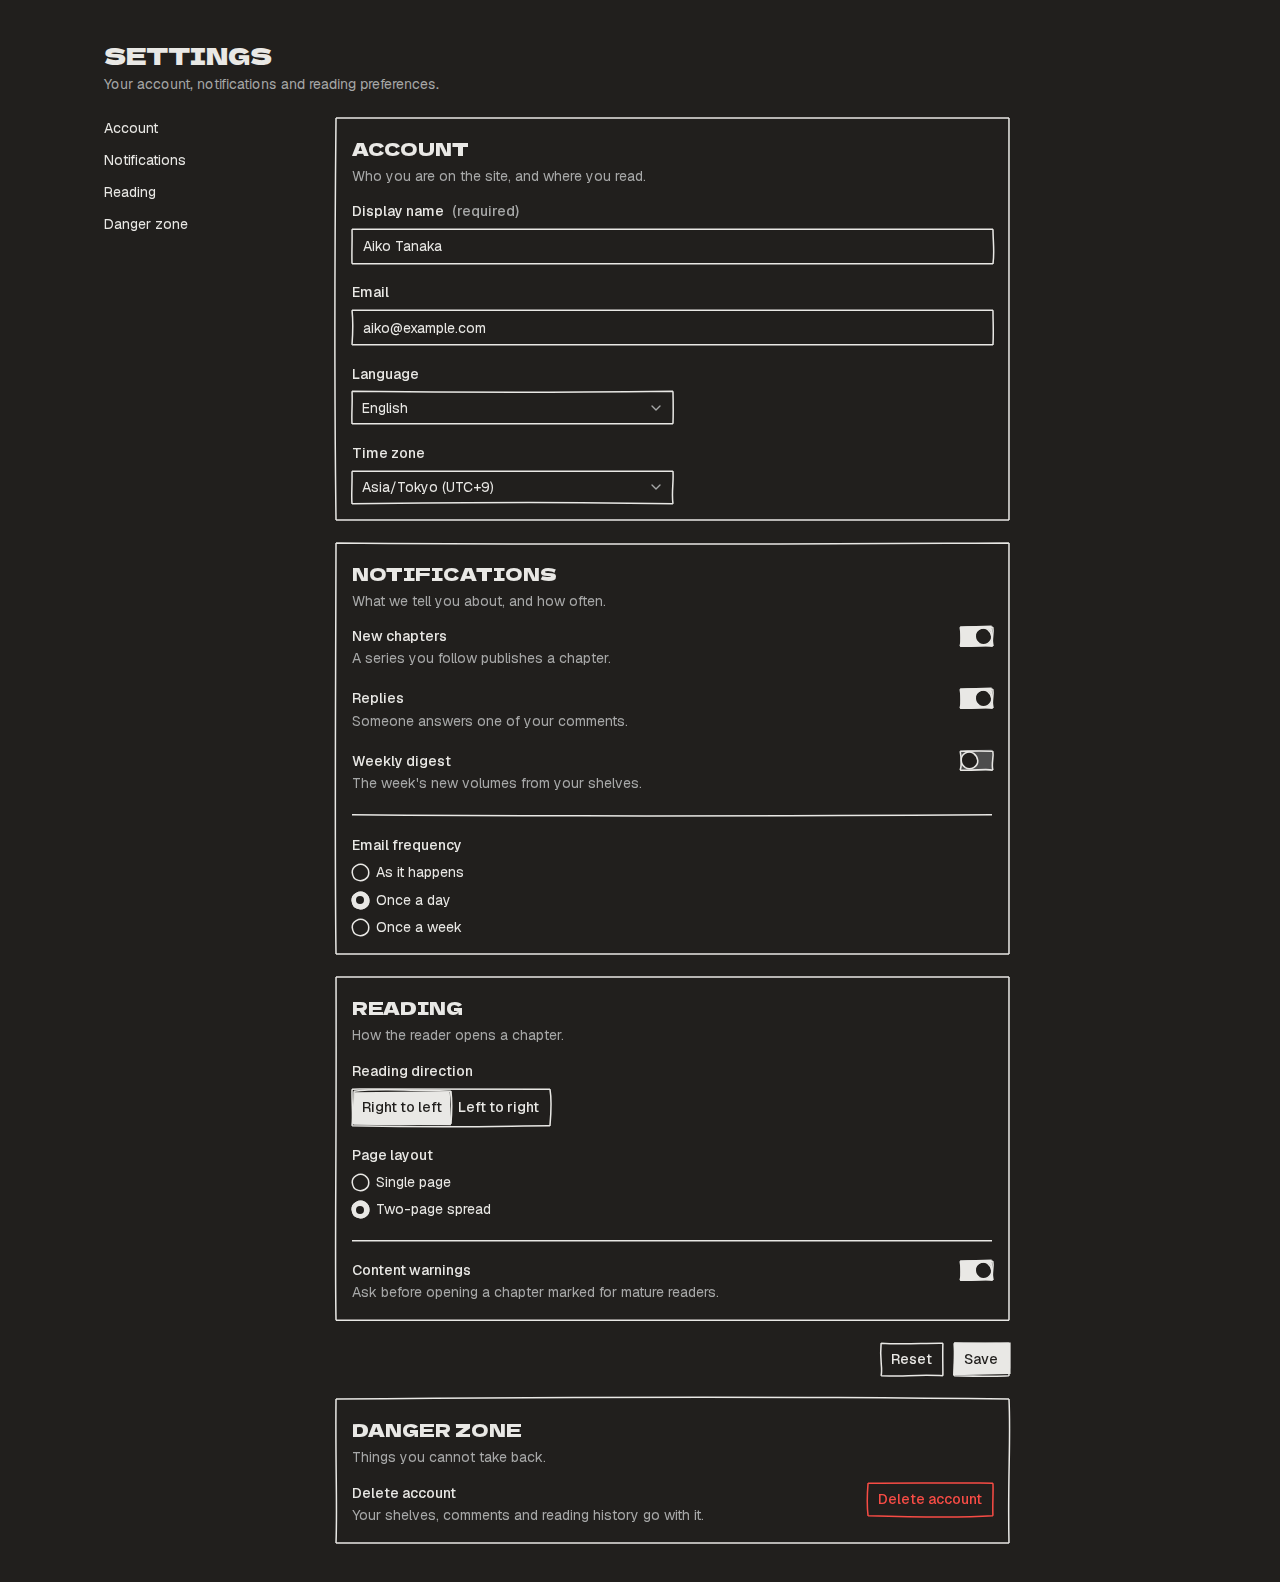 SETTINGS
Your account, notifications and reading preferences.
Account
Notifications
Reading
Danger zone
ACCOUNT
Who you are on the site, and where you read.
Display name (required)
Aiko Tanaka
Email
aiko@example.com
Language
English
Time zone
Asia/Tokyo (UTC+9)
NOTIFICATIONS
What we tell you about, and how often.
New chapters
A series you follow publishes a chapter.
Replies
Someone answers one of your comments.
Weekly digest
The week's new volumes from your shelves.
Email frequency
As it happens
Once a day
Once a week
READING
How the reader opens a chapter.
Reading direction
Right to left Left to right
Page layout
Single page
Two-page spread
Content warnings
Ask before opening a chapter marked for mature readers.
Reset Save
DANGER ZONE
Things you cannot take back.
Delete account
Your shelves, comments and reading history go with it.
Delete account